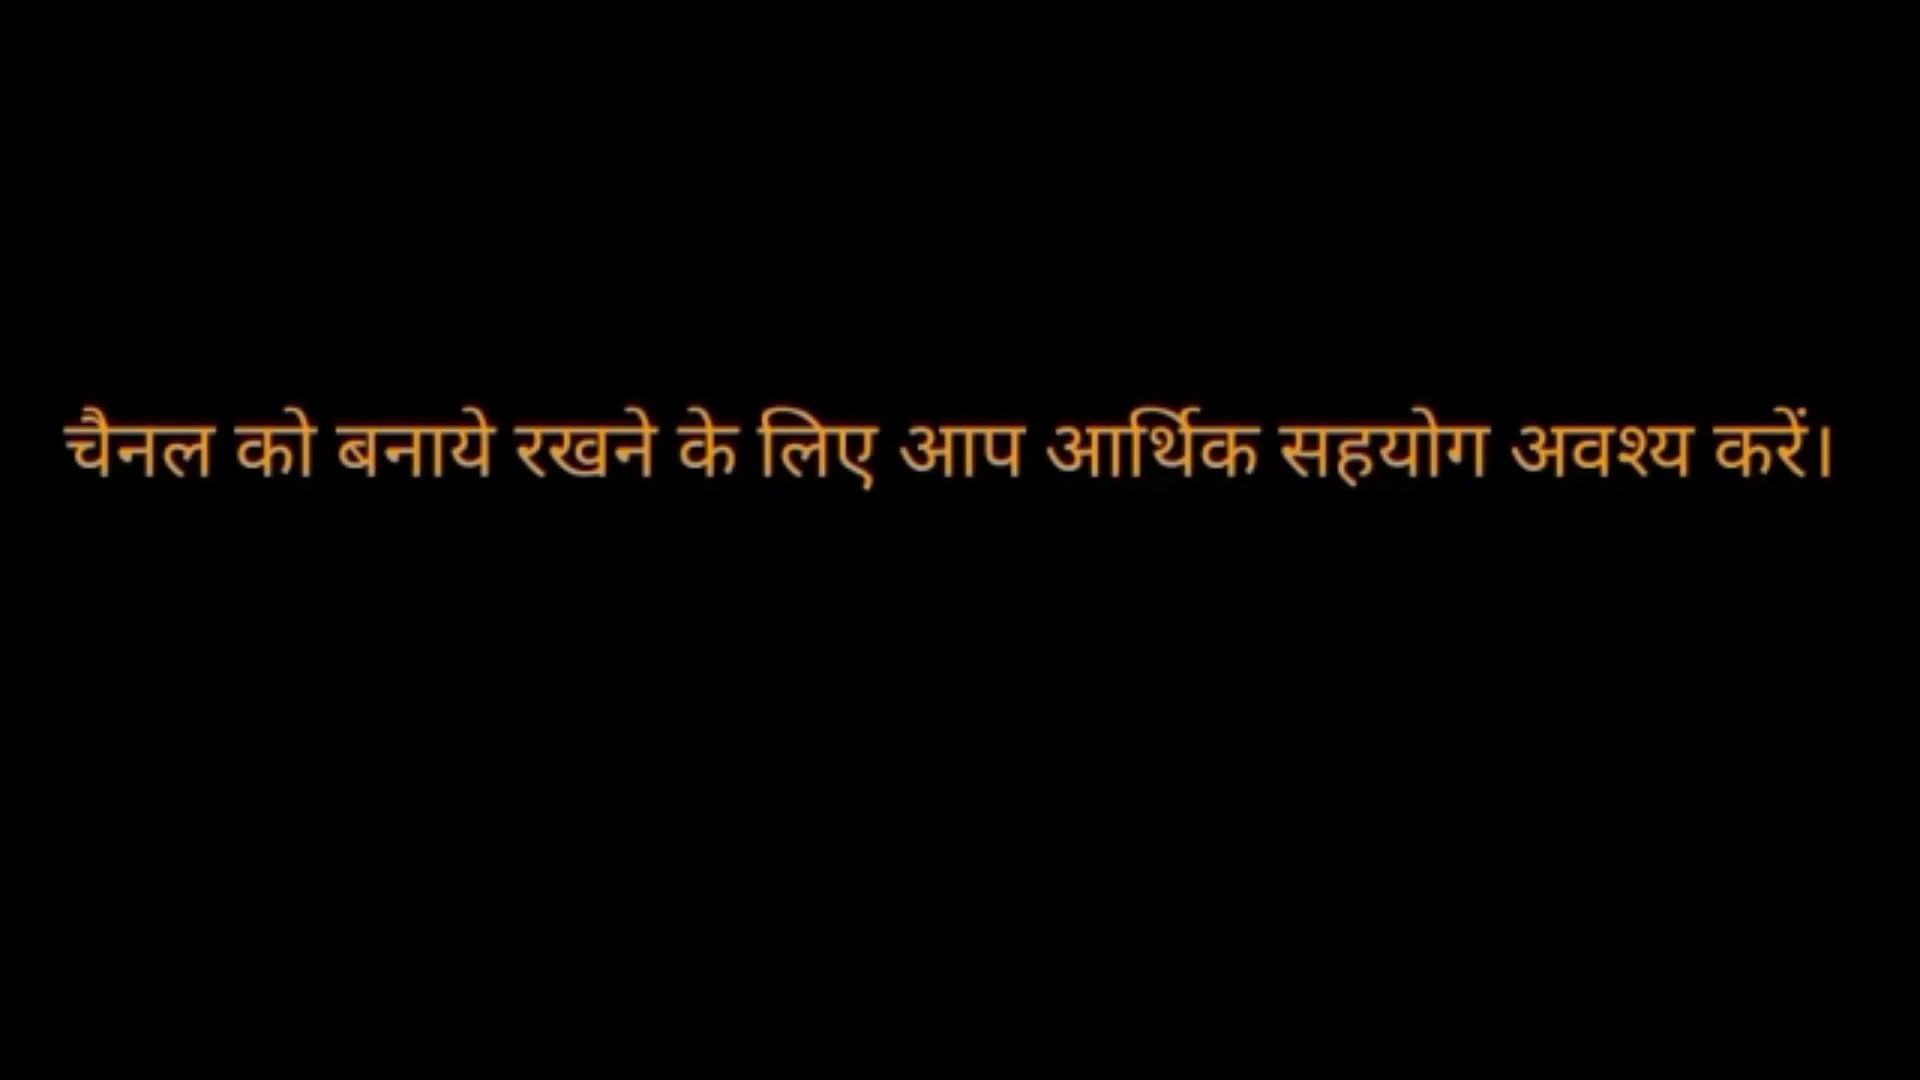 चैनल को बनाये रखने के लिए आप आर्थिक सहयोग अवश्य करें।